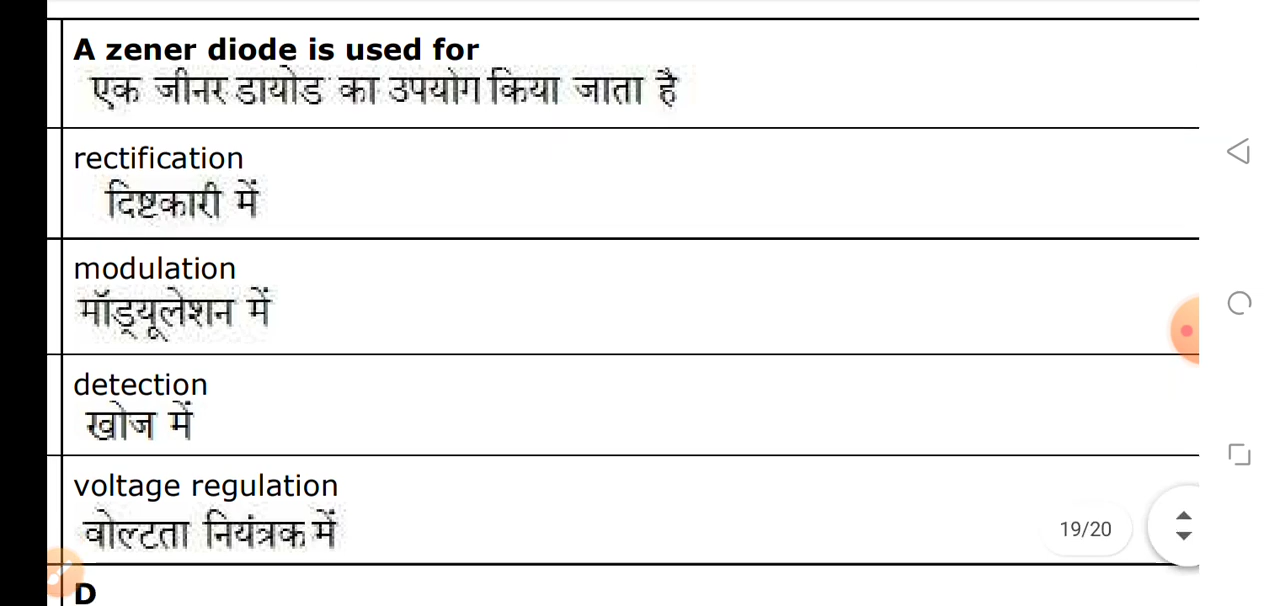 A zener diode is used for
एक जीनर डायोड का उपयोग किया जाता है
rectification
दिष्टकारी में
modulation
मॉड्यूलेशन में
detection
खोज में
voltage regulation
वोल्टता नियंत्रक में
19/20
D